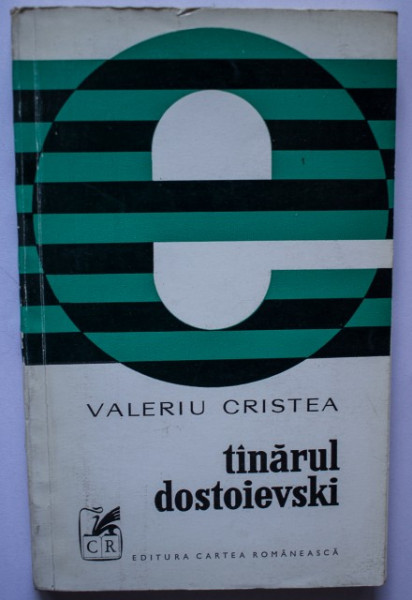 e
VALERIU CRISTEA
tînărul
dostoievski
CR
EDITURA CARTEA ROMÂNEASCĂ